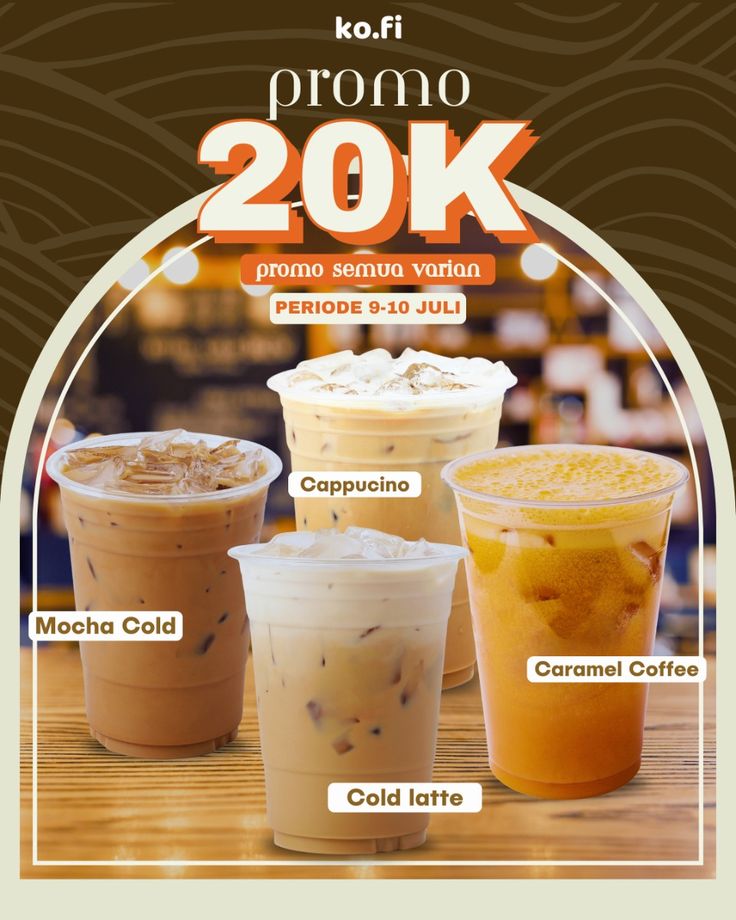 ko.fi
promo
20K
promo semua varian
PERIODE 9-10 JULI
Cappucino
Mocha Cold
Caramel Coffee
Cold latte